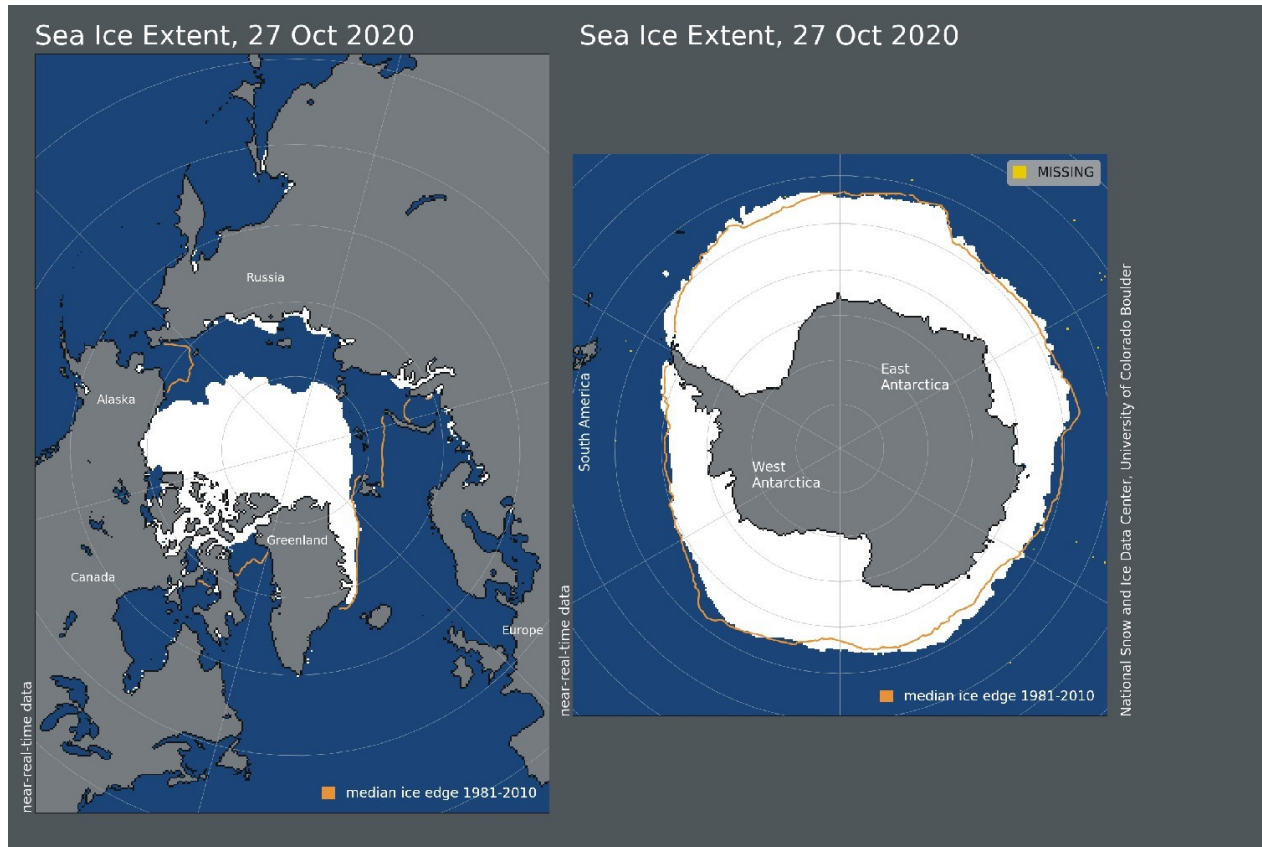 Sea Ice Extent, 27 Oct 2020
Russia
Alaska
Greenland
Canada
Europe
near-real-time data
median ice edge 1981-2010
Sea Ice Extent, 27 Oct 2020
MISSING
East
Antarctica
South America
West
Antarctica
near-real-time data
median ice edge 1981-2010
National Snow and Ice Data Center, University of Colorado Boulder